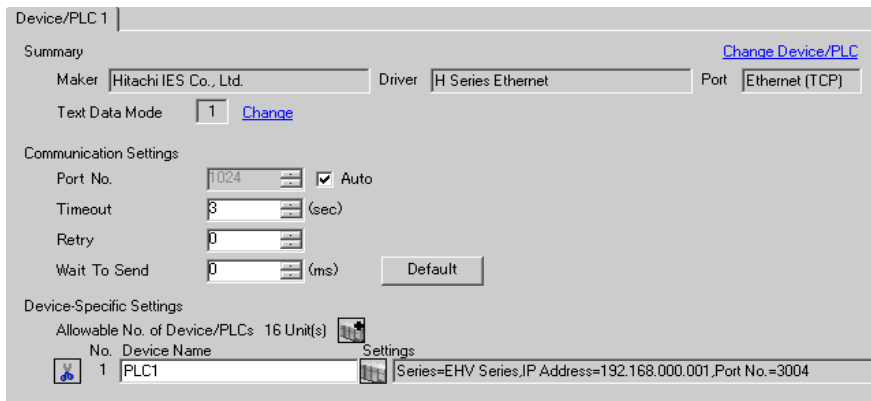 Device/PLC 1
Summary Change Device/PLC
Maker Hitachi IES Co., Ltd. Driver H Series Ethernet Port Ethernet (TCP)
Text Data Mode 1 Change
Communication Settings
Port No. 1024 Auto
Timeout 3 (sec)
Retry 0
Wait To Send 0 (ms) Default
Device-Specific Settings
Allowable No. of Device/PLCs 16 Unit(s)
No. Device Name Settings
1 PLC1 Series=EHV Series,IP Address=192.168.000.001,Port No.=3004